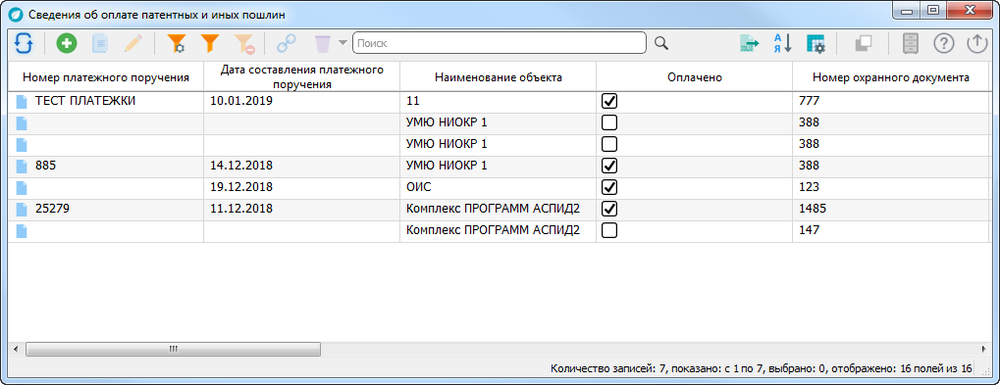 Сведения об оплате патентных и иных пошлин
Поиск
А
Я
Номер платежного поручения Дата составления платежного поручения Наименование объекта Оплачено Номер охранного документа
ТЕСТ ПЛАТЕЖКИ 10.01.2019 11 777
УМЮ НИОКР 1 388
УМЮ НИОКР 1 388
885 14.12.2018 УМЮ НИОКР 1 388
19.12.2018 ОИС 123
25279 11.12.2018 Комплекс ПРОГРАММ АСПИД2 1485
Комплекс ПРОГРАММ АСПИД2 147
Количество записей: 7, показано: с 1 по 7, выбрано: 0, отображено: 16 полей из 16